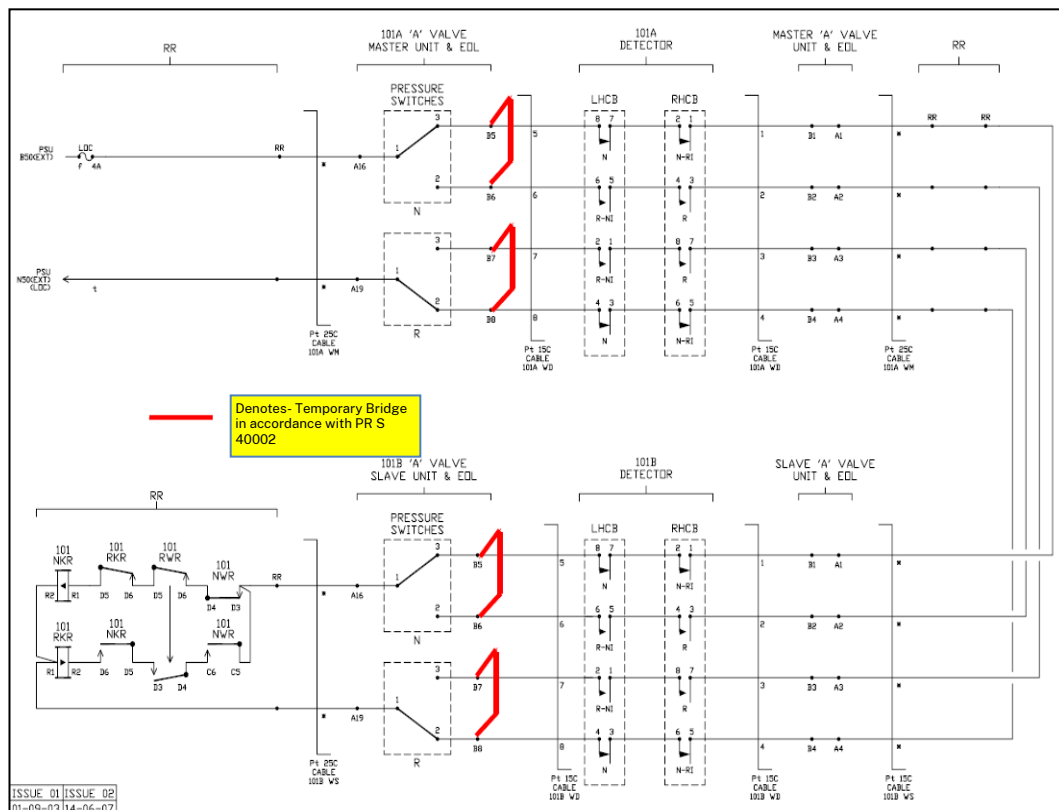 101A 'A' VALVE
MASTER UNIT & EOL
101A
DETECTOR
MASTER 'A' VALVE
UNIT & EOL
RR
RR
PRESSURE
SWITCHES
LHCB
RHCB
PSU
B50(EXT)
LOC
f 4A
RR
*
A16
1
3
2
N
B5
B6
5
6
8 7
N
2 1
N-RI
6 5
R-NI
4 3
R
1
2
B1 A1
B2 A2
*
*
RR RR
PSU
N50(EXT)
(LOC)
t
*
A19
1
3
2
R
B7
B8
7
8
2 1
R-NI
8 7
R
4 3
N
6 5
N-RI
3
4
B3 A3
B4 A4
*
*
Pt 25C
CABLE
101A WM
Pt 15C
CABLE
101A WD
Pt 15C
CABLE
101A WD
Pt 25C
CABLE
101A WM
Denotes- Temporary Bridge
in accordance with PR S
40002
101B 'A' VALVE
SLAVE UNIT & EOL
101B
DETECTOR
SLAVE 'A' VALVE
UNIT & EOL
RR
PRESSURE
SWITCHES
LHCB
RHCB
101
NKR
101
RKR
101
RWR
101
NWR
R2 R1
D5 D6
D5 D6
D4 D3
RR
*
A16
1
3
2
N
B5
B6
5
6
8 7
N
2 1
N-RI
6 5
R-NI
4 3
R
1
2
B1 A1
B2 A2
*
*
101
RKR
101
NKR
101
NWR
R1 R2
D6 D5
D3 D4
C6 C5
*
A19
1
3
2
R
B7
B8
7
8
2 1
R-NI
8 7
R
4 3
N
6 5
N-RI
3
4
B3 A3
B4 A4
*
*
Pt 25C
CABLE
101B WS
Pt 15C
CABLE
101B WD
Pt 15C
CABLE
101B WD
Pt 15C
CABLE
101B WS
ISSUE 01 ISSUE 02
01-09-03 14-06-07